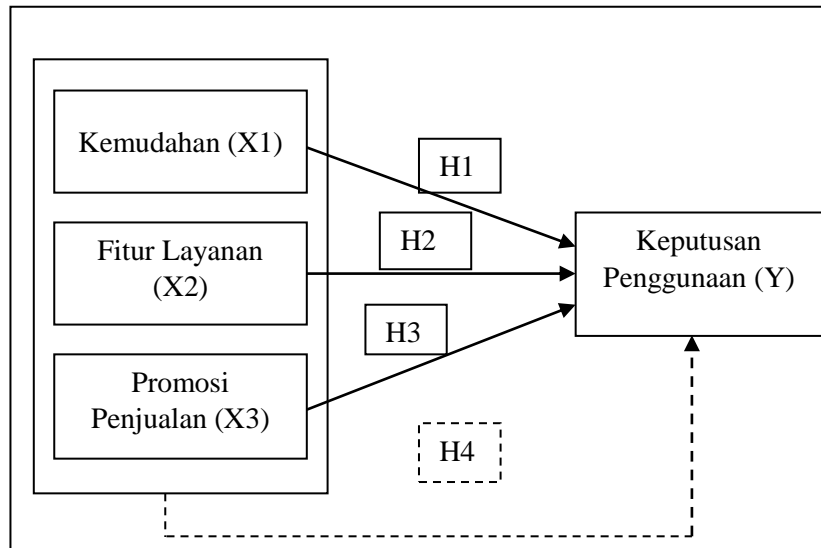 Kemudahan (X1)
Fitur Layanan
(X2)
Promosi
Penjualan (X3)
H1
H2
H3
H4
Keputusan
Penggunaan (Y)